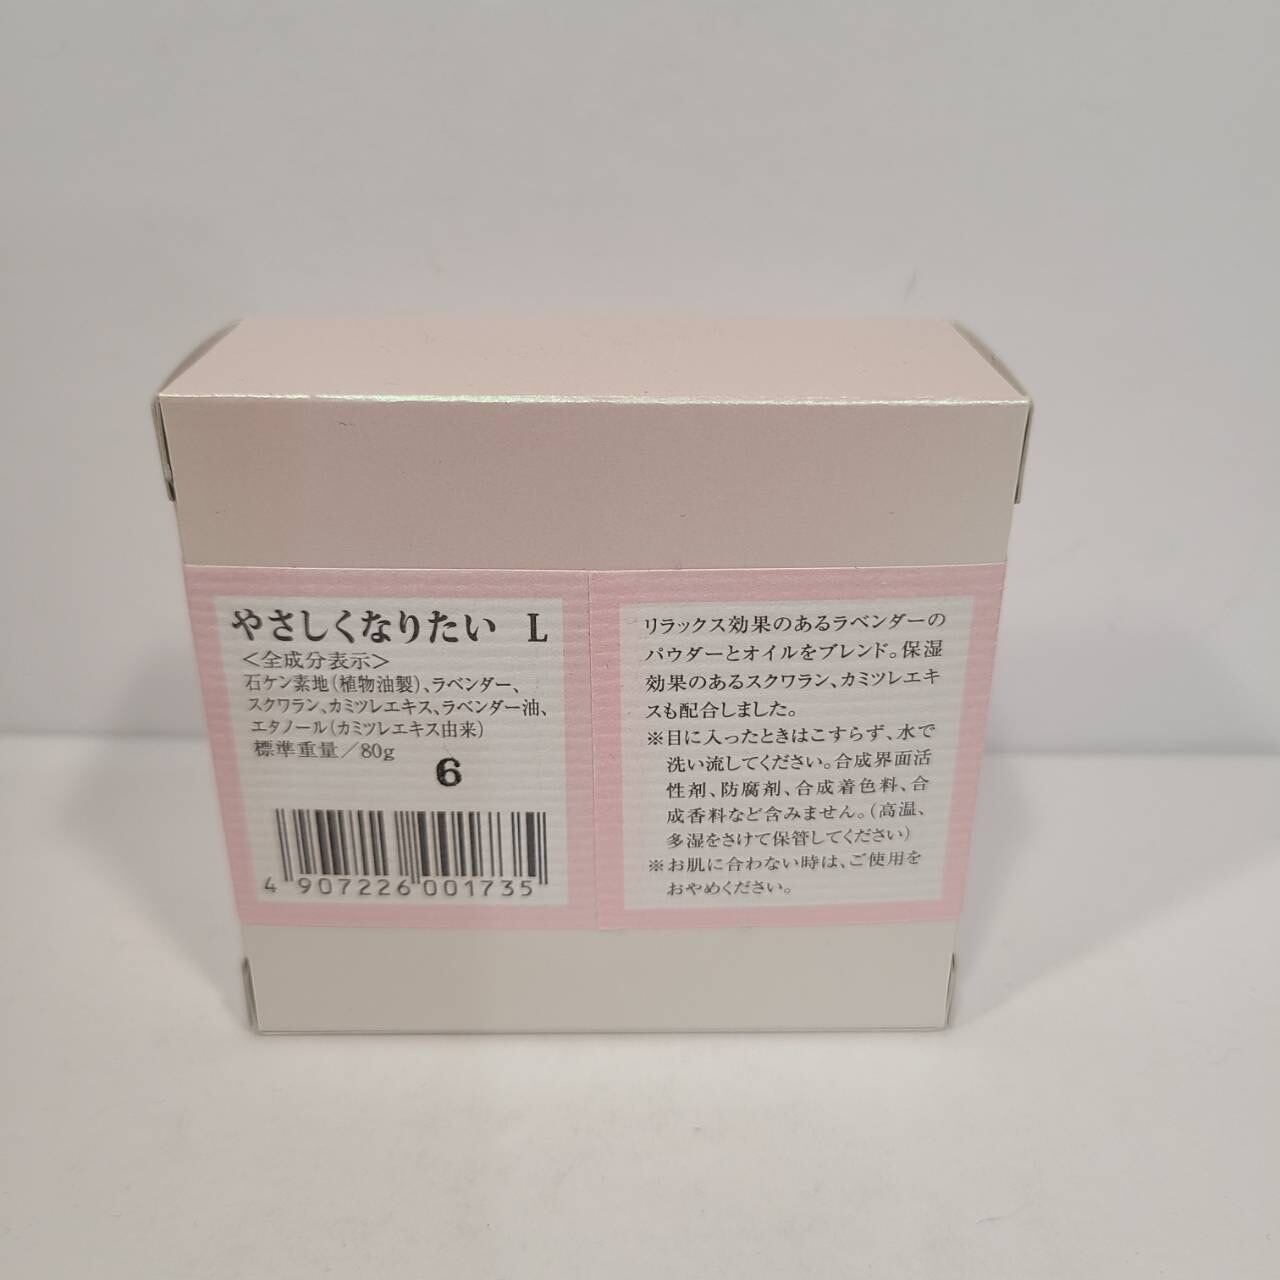 やさしくなりたい L
＜全成分表示＞
石ケン素地（植物油製）、ラベンダー、
スクワラン、カミツレエキス、ラベンダー油、
エタノール（カミツレエキス由来）
標準重量／80g
6
4 907226 001735
リラックス効果のあるラベンダーの
パウダーとオイルをブレンド。保湿
効果のあるスクワラン、カミツレエキ
スも配合しました。
※目に入ったときはこすらず、水で
洗い流してください。合成界面活
性剤、防腐剤、合成着色料、合
成香料など含みません。（高温、
多湿をさけて保管してください）
※お肌に合わない時は、ご使用を
おやめください。